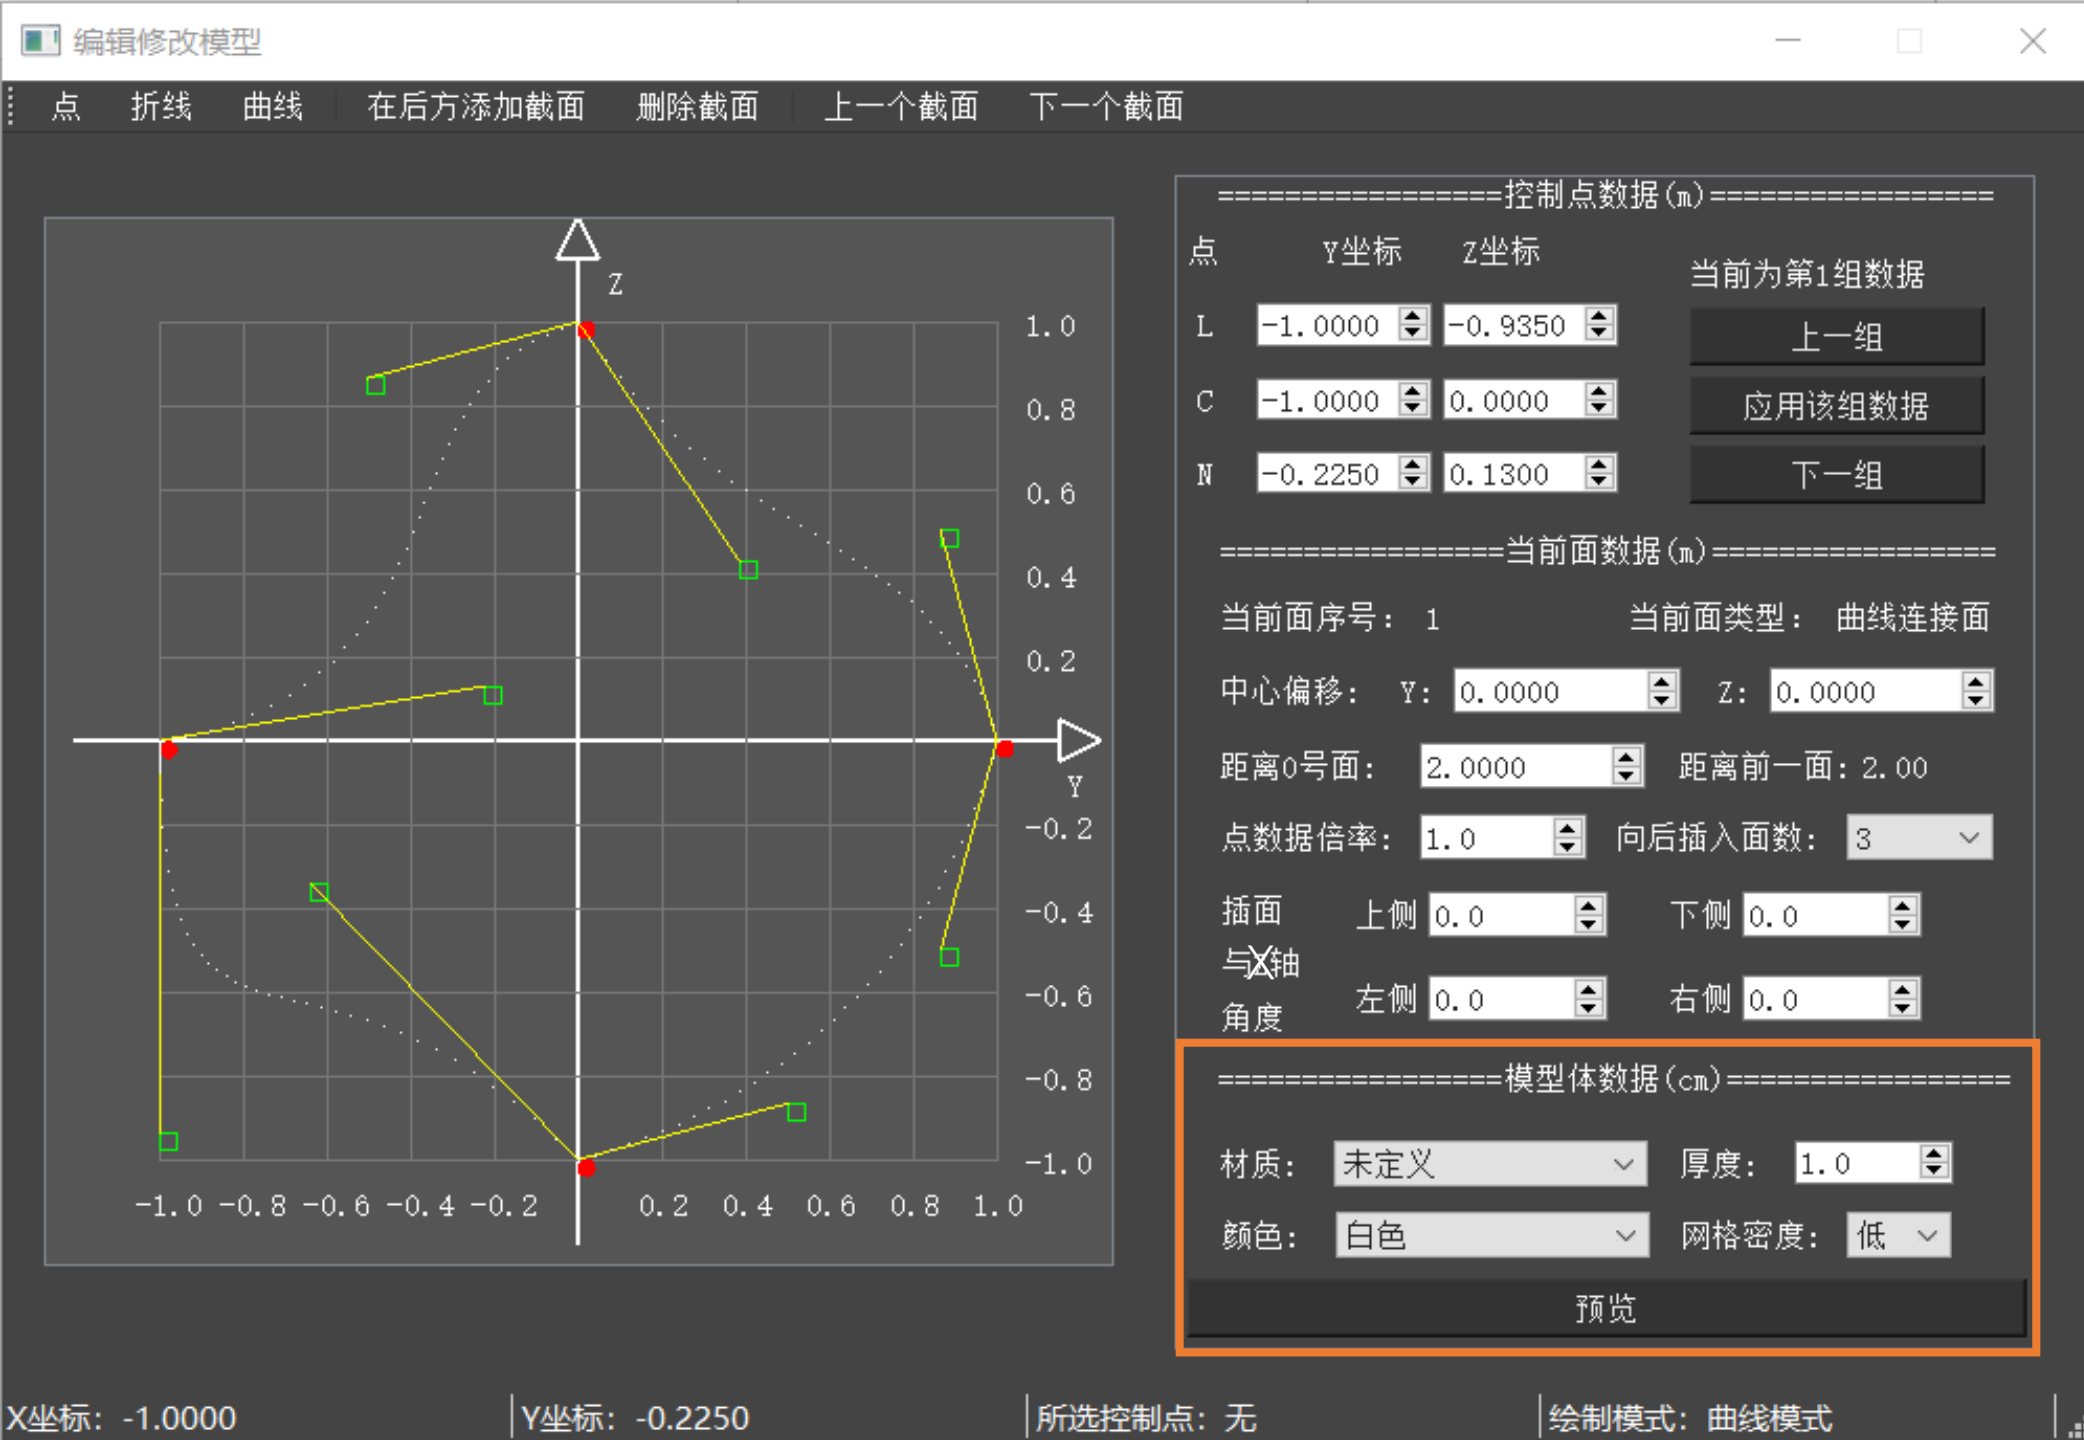 编辑修改模型
点 折线 曲线 在后方添加截面 删除截面 上一个截面 下一个截面
Z
1.0
0.8
0.6
0.4
0.2
Y
-0.2
-0.4
-0.6
-0.8
-1.0
-1.0 -0.8 -0.6 -0.4 -0.2 0.2 0.4 0.6 0.8 1.0
=================控制点数据(m)=================
点 Y坐标 Z坐标
当前为第1组数据
L -1.0000 -0.9350
上一组
C -1.0000 0.0000
应用该组数据
N -0.2250 0.1300
下一组
=================当前面数据(m)=================
当前面序号: 1 当前面类型: 曲线连接面
中心偏移: Y: 0.0000 Z: 0.0000
距离0号面: 2.0000 距离前一面:2.00
点数据倍率: 1.0 向后插入面数: 3
插面 上侧 0.0 下侧 0.0
与X轴
角度 左侧 0.0 右侧 0.0
=================模型体数据(cm)=================
材质: 未定义 厚度: 1.0
颜色: 白色 网格密度: 低
预览
X坐标: -1.0000 Y坐标: -0.2250 所选控制点: 无 绘制模式: 曲线模式